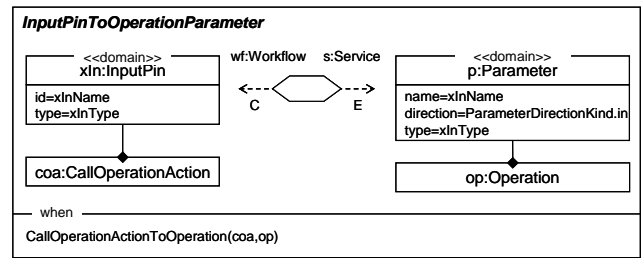 InputPinToOperationParameter
<<domain>>
xIn:InputPin
id=xInName
type=xInType
coa:CallOperationAction
wf:Workflow s:Service
C E
<<domain>>
p:Parameter
name=xInName
direction=ParameterDirectionKind.in
type=xInType
op:Operation
when
CallOperationActionToOperation(coa,op)